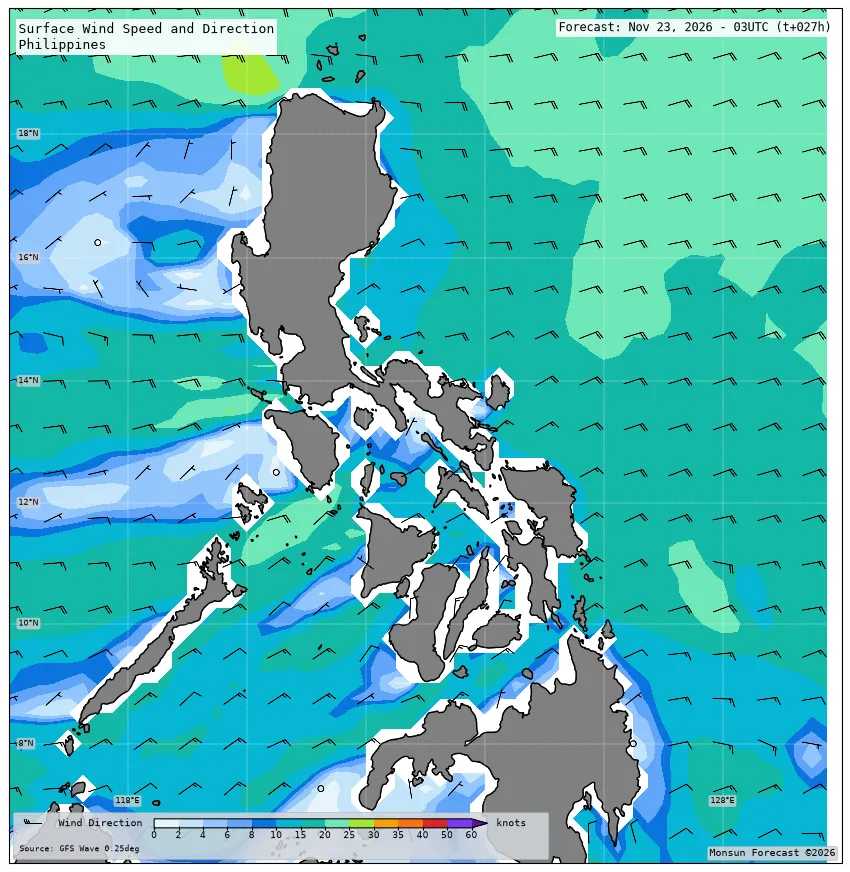 Surface Wind Speed and Direction
Philippines
Forecast: Nov 23, 2026 - 03UTC (t+027h)
18°N
16°N
14°N
12°N
10°N
8°N
118°E
128°E
Wind Direction
0 2 4 6 8 10 15 20 25 30 35 40 50 60 knots
Source: GFS Wave 0.25deg
Monsun Forecast ©2026